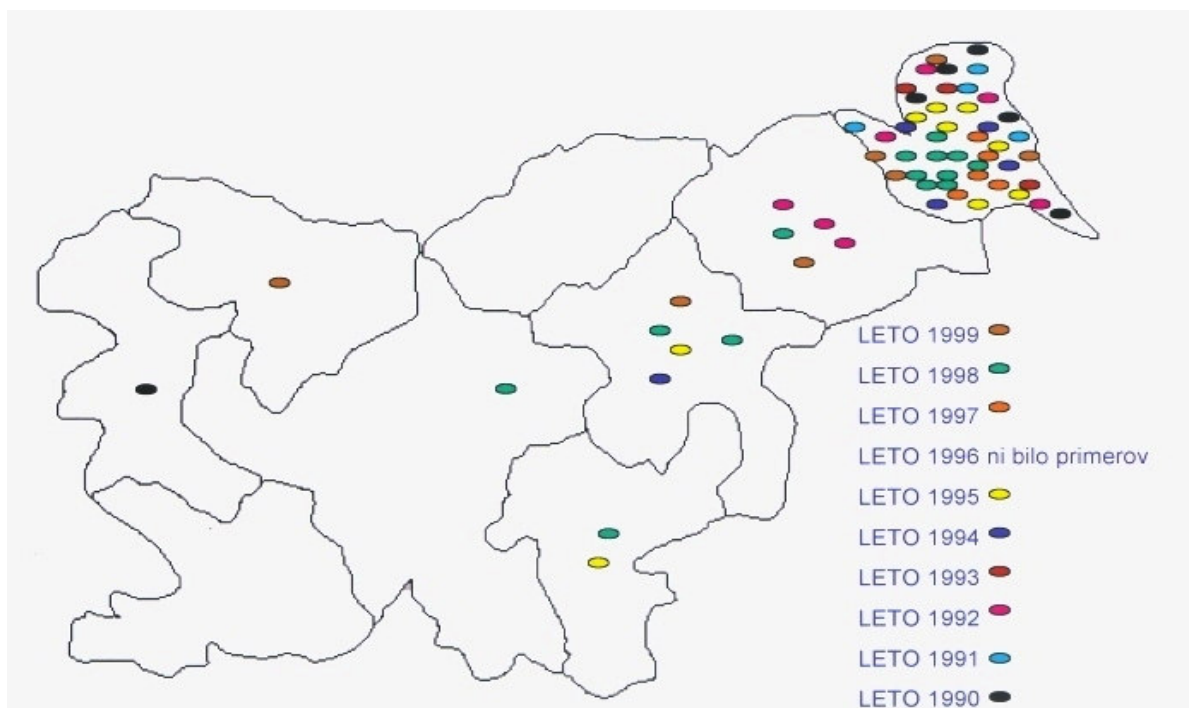 LETO 1999
LETO 1998
LETO 1997
LETO 1996 ni bilo primerov
LETO 1995
LETO 1994
LETO 1993
LETO 1992
LETO 1991
LETO 1990